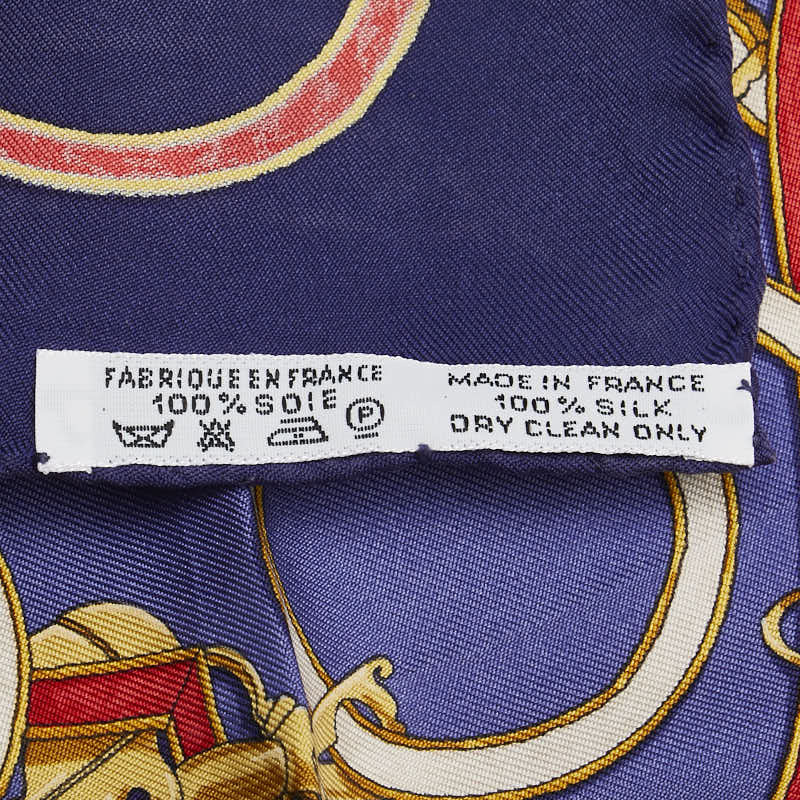 FABRIQUE EN FRANCE
100% SOIE
P
MADE IN FRANCE
100% SILK
DRY CLEAN ONLY